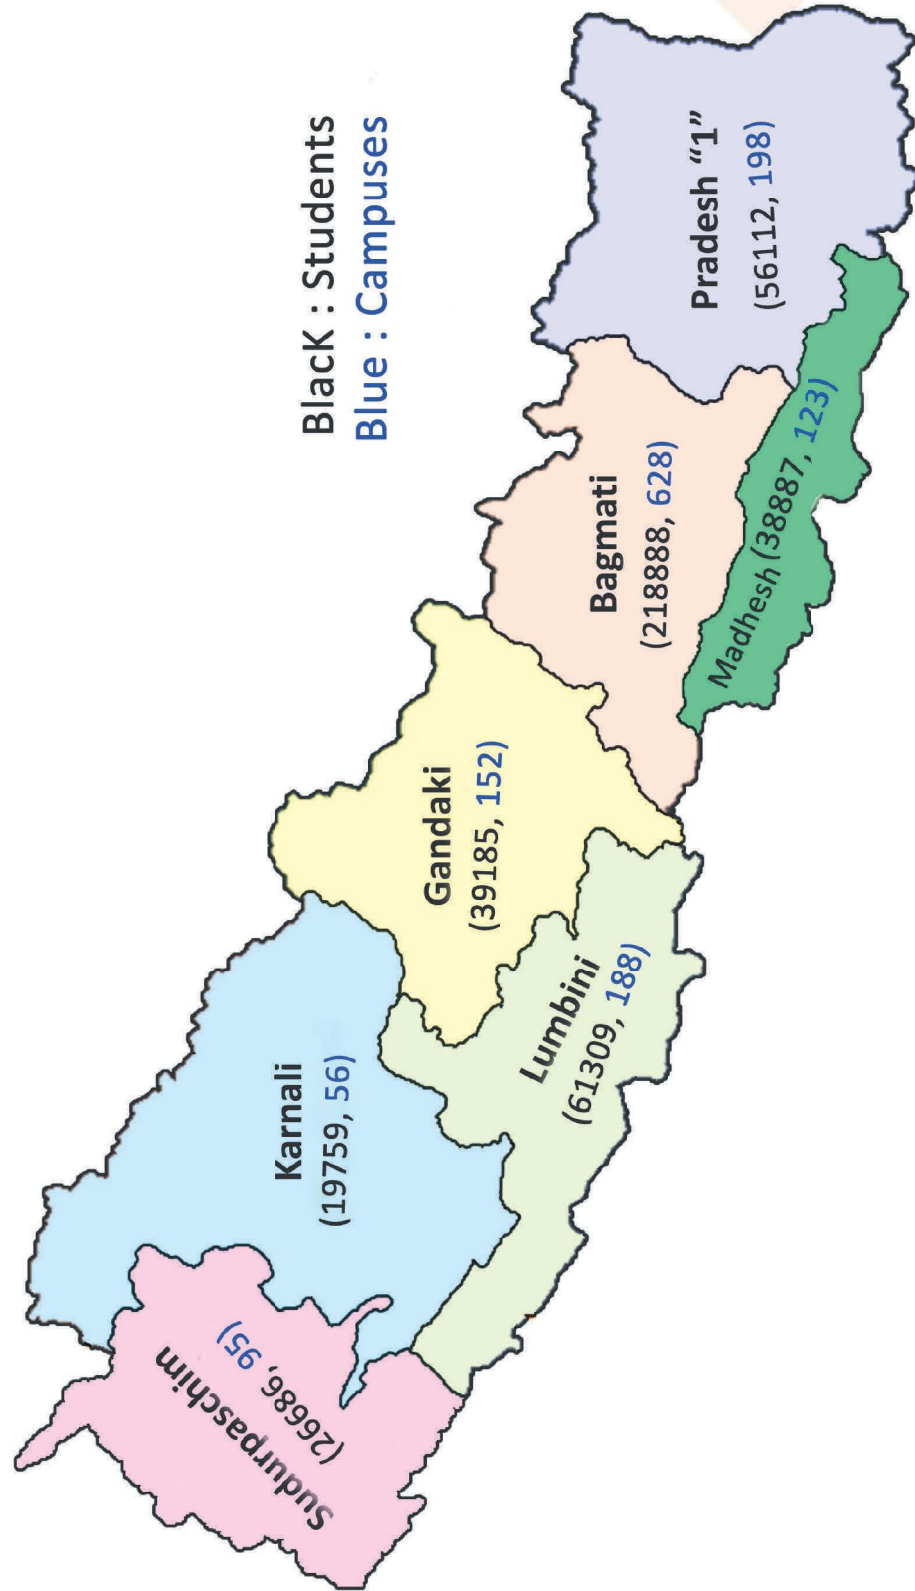 BlacK : Students
Blue : Campuses
Sudurpaschim
(26686, 95)
Karnali
(19759, 56)
Gandaki
(39185, 152)
Lumbini
(61309, 188)
Bagmati
(218888, 628)
Madhesh (38887, 123)
Pradesh “1”
(56112, 198)